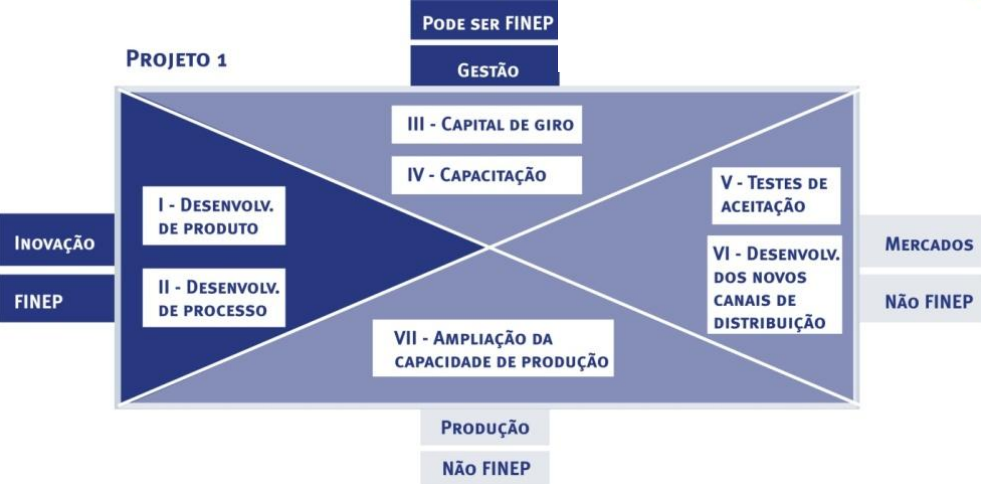 PODE SER FINEP
PROJETO 1
GESTÃO
III - CAPITAL DE GIRO
IV - CAPACITAÇÃO
V - TESTES DE
ACEITAÇÃO
I - DESENVOLV.
DE PRODUTO
INOVAÇÃO
FINEP
II - DESENVOLV.
DE PROCESSO
VI - DESENVOLV.
DOS NOVOS
CANAIS DE
DISTRIBUIÇÃO
MERCADOS
NÃO FINEP
VII - AMPLIAÇÃO DA
CAPACIDADE DE PRODUÇÃO
PRODUÇÃO
NÃO FINEP